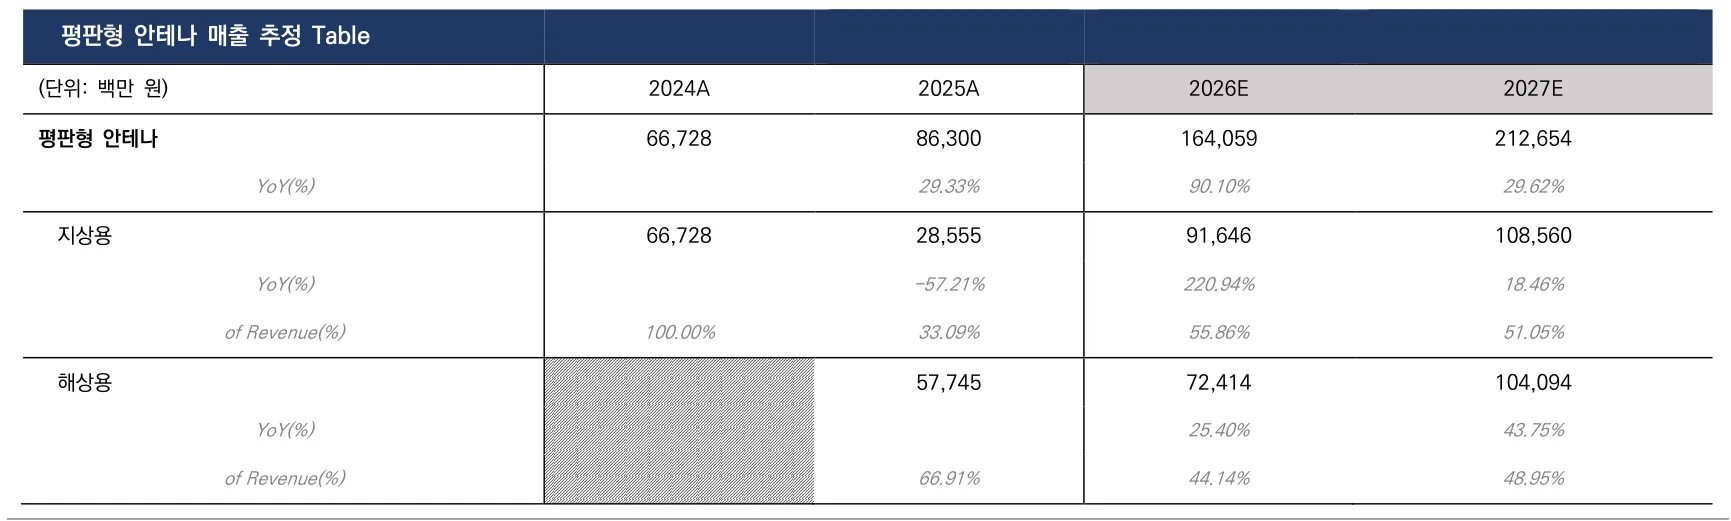 평판형 안테나 매출 추정 Table
(단위: 백만 원) 2024A 2025A 2026E 2027E
평판형 안테나 66,728 86,300 164,059 212,654
YoY(%) 29.33% 90.10% 29.62%
지상용 66,728 28,555 91,646 108,560
YoY(%) -57.21% 220.94% 18.46%
of Revenue(%) 100.00% 33.09% 55.86% 51.05%
해상용 57,745 72,414 104,094
YoY(%) 25.40% 43.75%
of Revenue(%) 66.91% 44.14% 48.95%